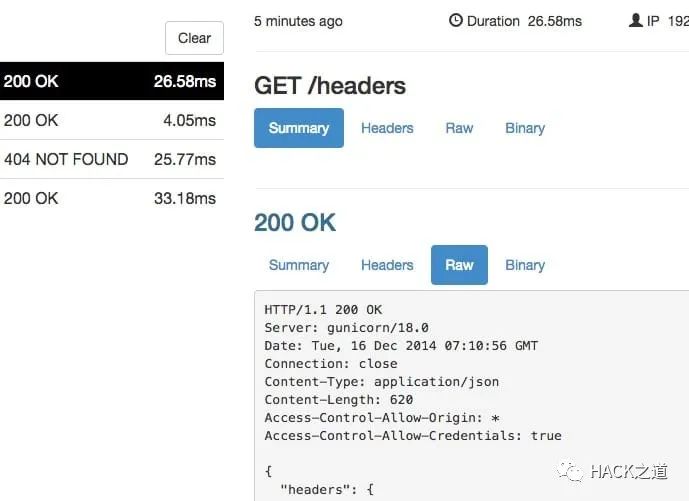 5 minutes ago Duration 26.58ms IP 192
Clear
200 OK 26.58ms
200 OK 4.05ms
404 NOT FOUND 25.77ms
200 OK 33.18ms
GET /headers
Summary Headers Raw Binary
200 OK
Summary Headers Raw Binary
HTTP/1.1 200 OK
Server: gunicorn/18.0
Date: Tue, 16 Dec 2014 07:10:56 GMT
Connection: close
Content-Type: application/json
Content-Length: 620
Access-Control-Allow-Origin: *
Access-Control-Allow-Credentials: true
{
"headers": {
HACK之道